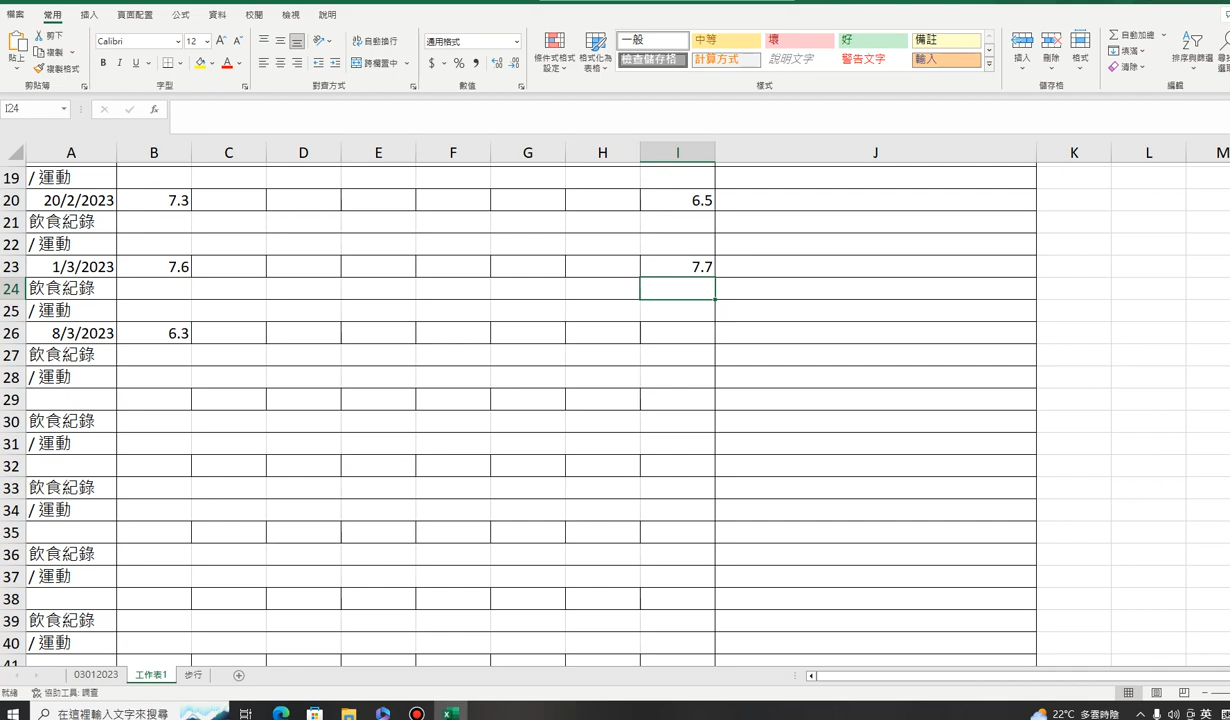 檔案 常用 插入 頁面配置 公式 資料 校閱 檢視 說明
貼上 剪下 複製 複製格式 剪貼簿
Calibri 12 B I U 字型
自動換行 跨欄置中 對齊方式
通用格式 $ % 數值
條件式格式設定 格式化為表格 一般 中等 壞 好 備註
檢查儲存格 計算方式 說明文字 警告文字 輸入 樣式
插入 刪除 格式 儲存格
自動加總 填滿 清除 排序與篩選 編輯
I24 fx
A B C D E F G H I J K L M
19 / 運動
20 20/2/2023 7.3 6.5
21 飲食紀錄
22 / 運動
23 1/3/2023 7.6 7.7
24 飲食紀錄
25 / 運動
26 8/3/2023 6.3
27 飲食紀錄
28 / 運動
29
30 飲食紀錄
31 / 運動
32
33 飲食紀錄
34 / 運動
35
36 飲食紀錄
37 / 運動
38
39 飲食紀錄
40 / 運動
41
03012023 工作表1 步行
就緒 協助工具: 調查
在這裡輸入文字來搜尋 22°C 多雲時陰 英